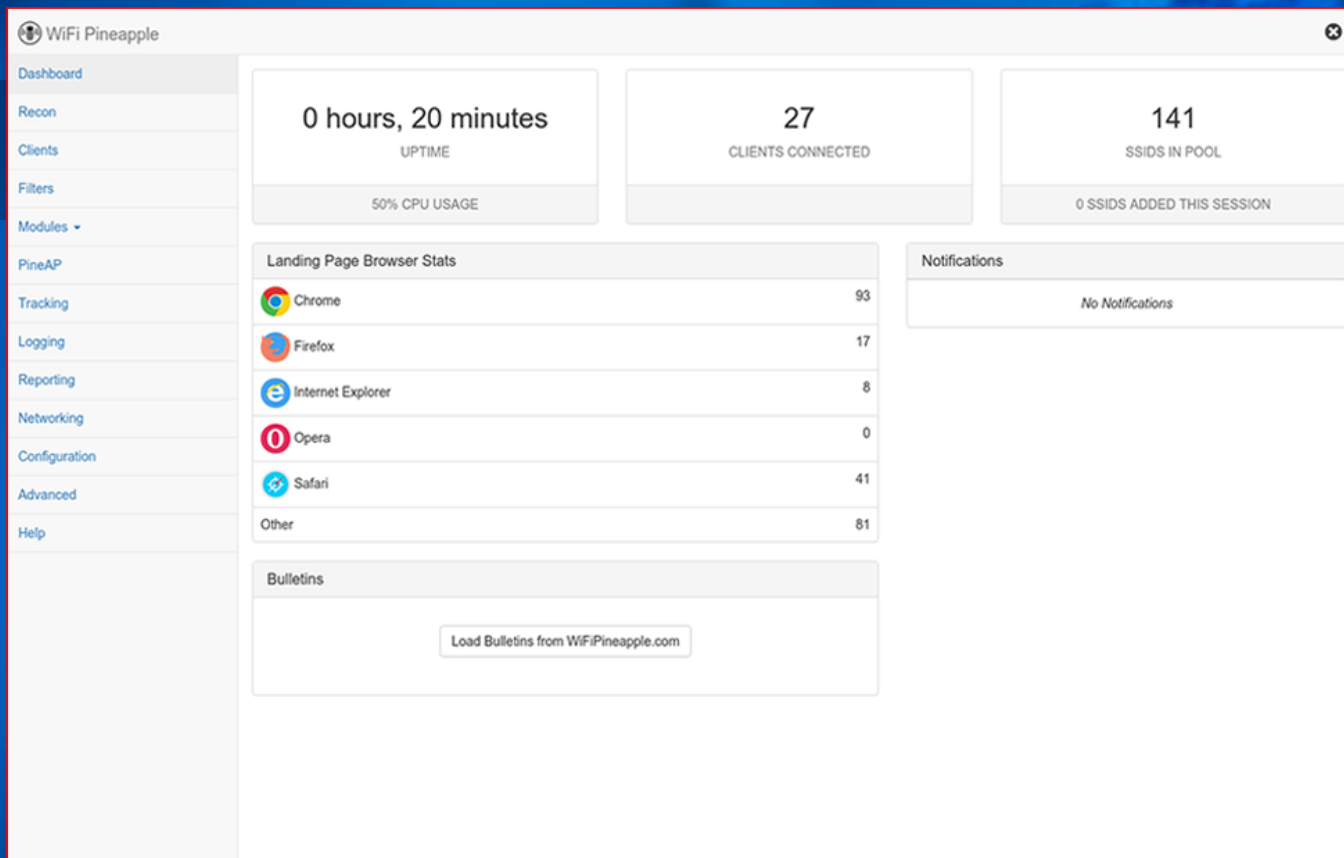 WiFi Pineapple
Dashboard
Recon
Clients
Filters
Modules
PineAP
Tracking
Logging
Reporting
Networking
Configuration
Advanced
Help
0 hours, 20 minutes
UPTIME
50% CPU USAGE
27
CLIENTS CONNECTED
141
SSIDS IN POOL
0 SSIDS ADDED THIS SESSION
Landing Page Browser Stats
Chrome 93
Firefox 17
Internet Explorer 8
Opera 0
Safari 41
Other 81
Notifications
No Notifications
Bulletins
Load Bulletins from WiFiPineapple.com